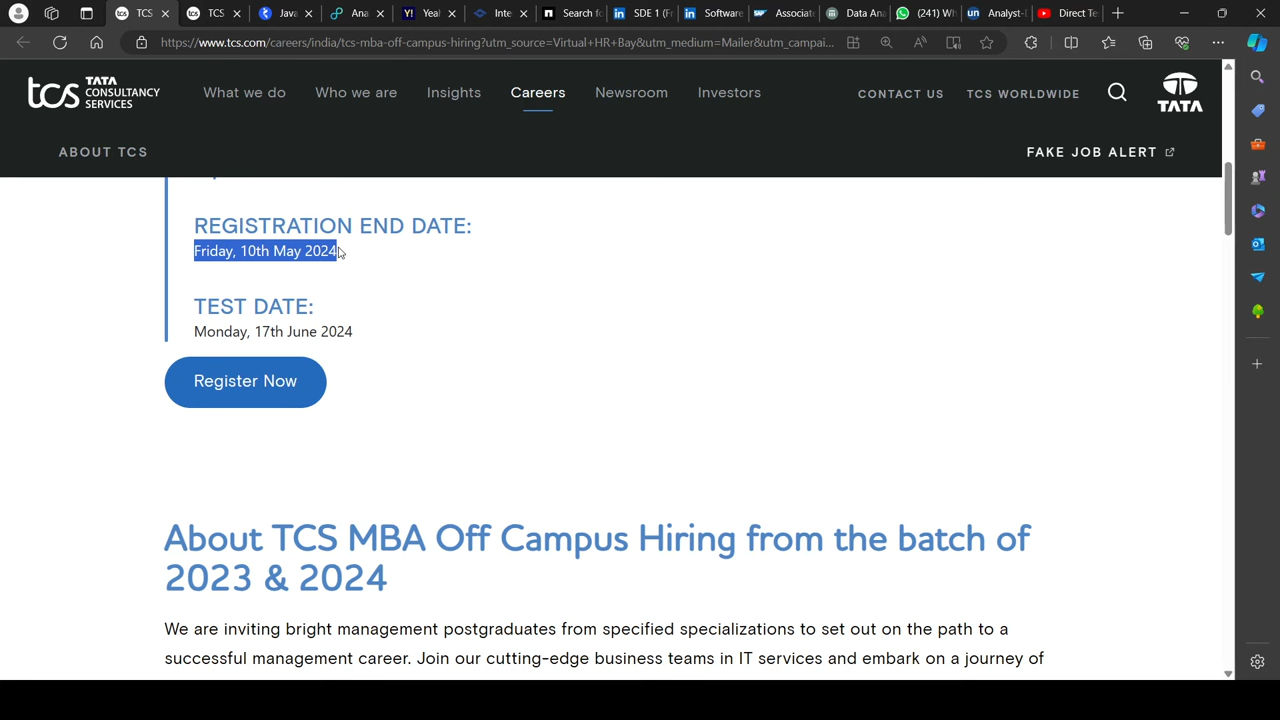 TCS
TCS
Java
Ana
Yeah
Inte
Search fo
SDE 1 (F
Software
Associate
Data Ana
(241) Wh
Analyst-
Direct Te
https://www.tcs.com/careers/india/tcs-mba-off-campus-hiring?utm_source=Virtual+HR+Bay&utm_medium=Mailer&utm_campai...
tcs TATA CONSULTANCY SERVICES
What we do
Who we are
Insights
Careers
Newsroom
Investors
CONTACT US
TCS WORLDWIDE
TATA
ABOUT TCS
FAKE JOB ALERT
REGISTRATION END DATE:
Friday, 10th May 2024
TEST DATE:
Monday, 17th June 2024
Register Now
About TCS MBA Off Campus Hiring from the batch of
2023 & 2024
We are inviting bright management postgraduates from specified specializations to set out on the path to a
successful management career. Join our cutting-edge business teams in IT services and embark on a journey of